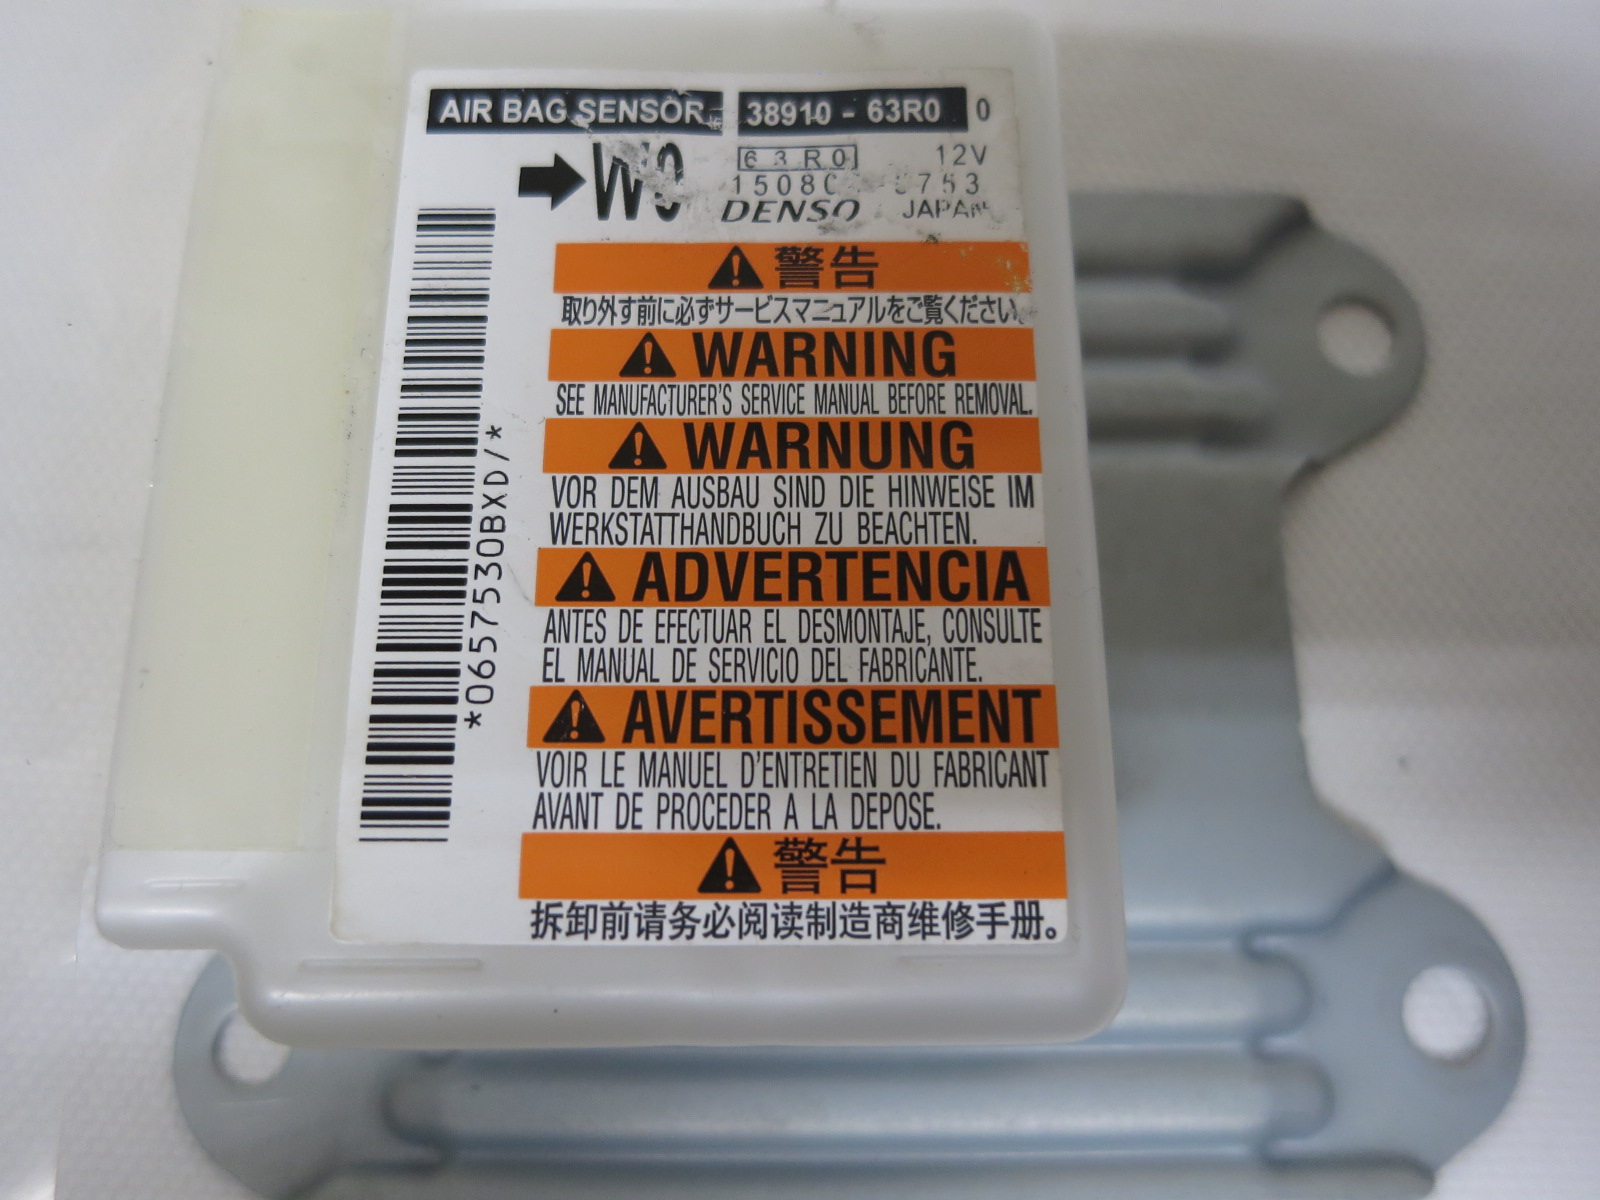 AIR BAG SENSOR 38910 - 63R0 0
63R0 12V
DENSO JAPAN
*0657530BXD/*
警告
取り外す前に必ずサービスマニュアルをご覧ください。
WARNING
SEE MANUFACTURER'S SERVICE MANUAL BEFORE REMOVAL.
WARNUNG
VOR DEM AUSBAU SIND DIE HINWEISE IM
WERKSTATTHANDBUCH ZU BEACHTEN.
ADVERTENCIA
ANTES DE EFECTUAR EL DESMONTAJE, CONSULTE
EL MANUAL DE SERVICIO DEL FABRICANTE.
AVERTISSEMENT
VOIR LE MANUEL D'ENTRETIEN DU FABRICANT
AVANT DE PROCEDER A LA DEPOSE.
警告
拆卸前请务必阅读制造商维修手册。